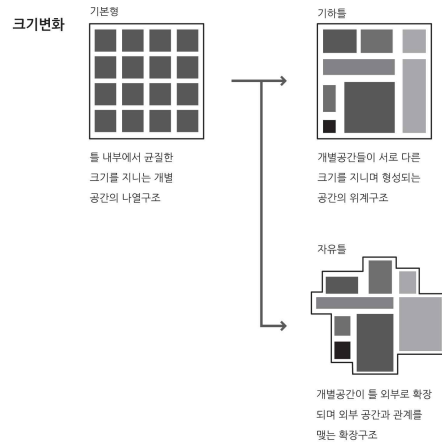 크기변화
기본형
틀 내부에서 균질한
크기를 지니는 개별
공간의 나열구조
기하틀
개별공간들이 서로 다른
크기를 지니며 형성되는
공간의 위계구조
자유틀
개별공간이 틀 외부로 확장
되며 외부 공간과 관계를
맺는 확장구조